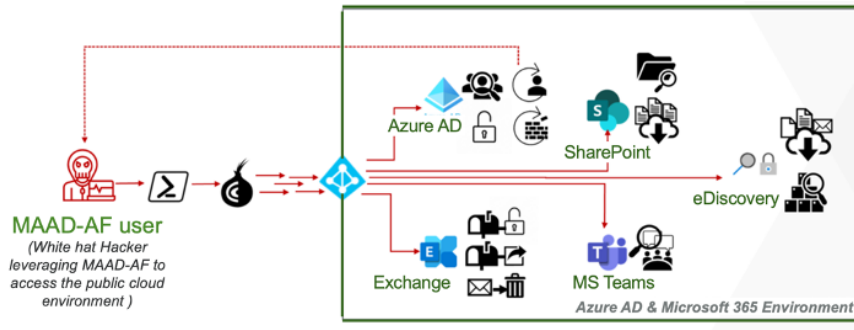 Azure AD
S
SharePoint
eDiscovery
MAAD-AF user
(White hat Hacker
leveraging MAAD-AF to
access the public cloud
environment )
E
Exchange
T
MS Teams
Azure AD & Microsoft 365 Environment